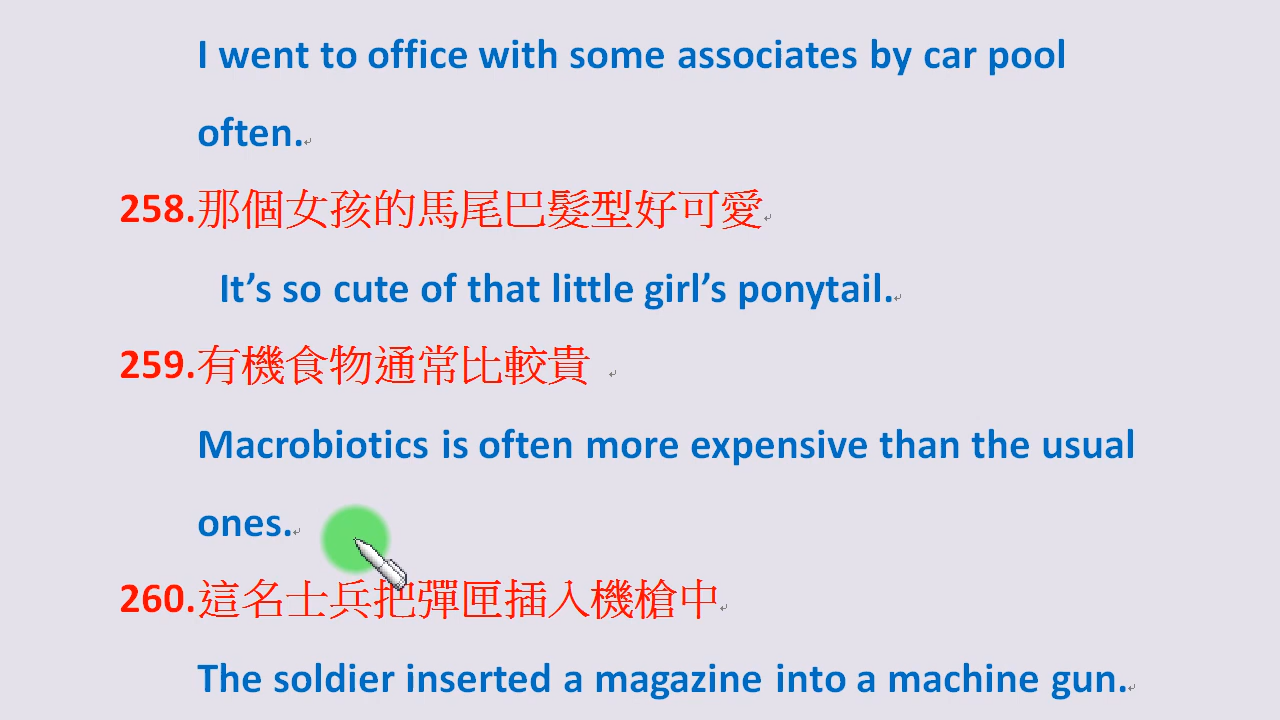 I went to office with some associates by car pool
often.
258.那個女孩的馬尾巴髮型好可愛
It’s so cute of that little girl’s ponytail.
259.有機食物通常比較貴
Macrobiotics is often more expensive than the usual
ones.
260.這名士兵把彈匣插入機槍中
The soldier inserted a magazine into a machine gun.